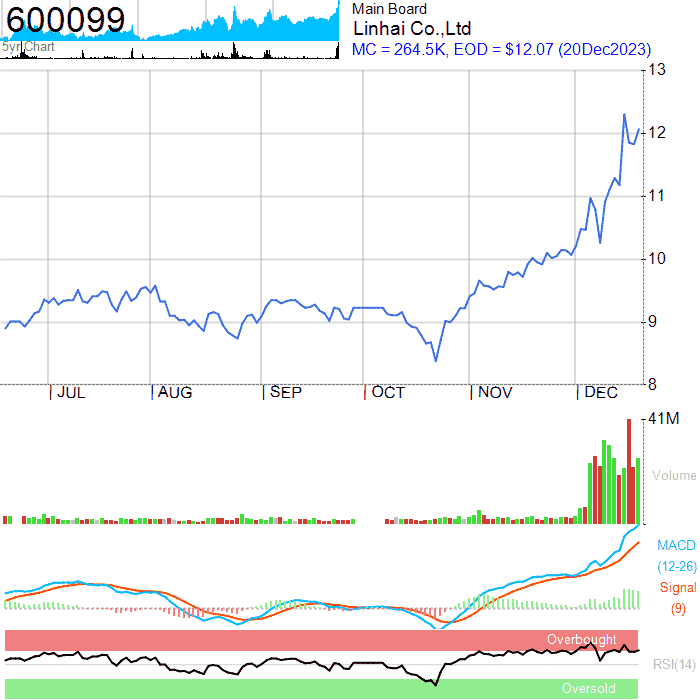 600099
5yr Chart
Main Board
Linhai Co.,Ltd
MC = 264.5K, EOD = $12.07 (20Dec2023)
13
12
11
10
9
8
JUL AUG SEP OCT NOV DEC
41M
Volume
MACD
(12-26)
Signal
(9)
Overbought
RSI(14)
Oversold